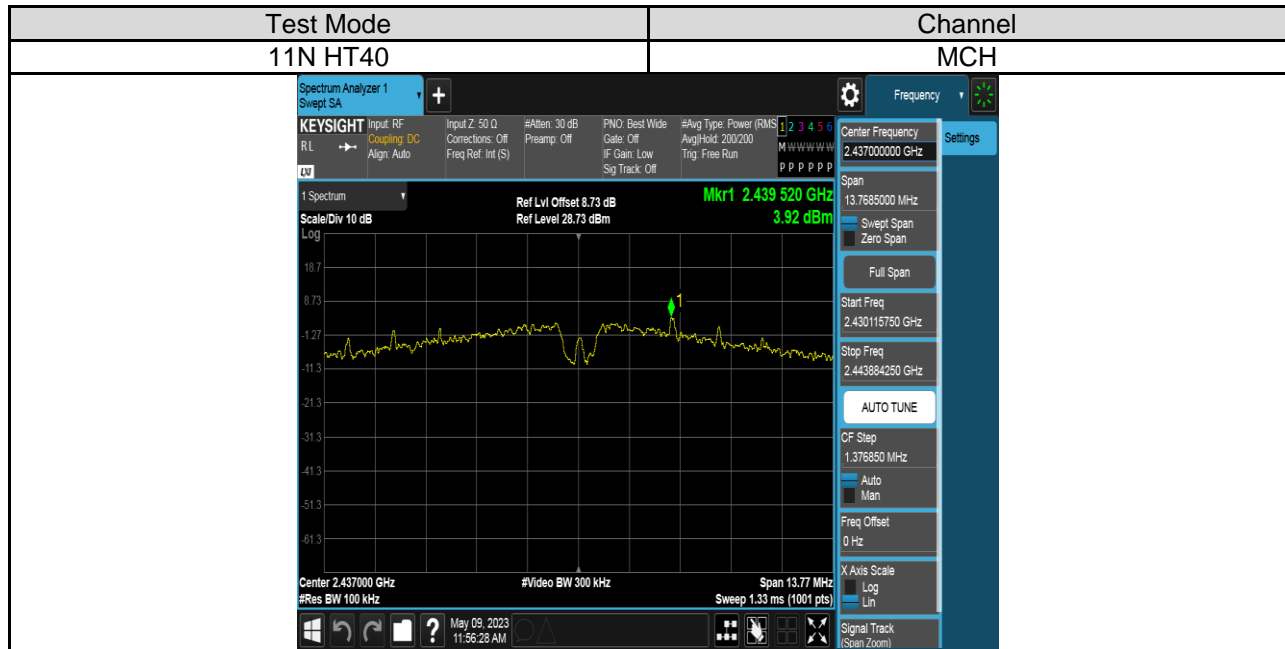 Test Mode
Channel
11N HT40
MCH
Spectrum Analyzer 1
Swept SA
+
Frequency
KEYSIGHT
RL
LXI
Input: RF
Coupling: DC
Align: Auto
Input Z: 50 Ω
Corrections: Off
Freq Ref: Int (S)
#Atten: 30 dB
Preamp: Off
PNO: Best Wide
Gate: Off
IF Gain: Low
Sig Track: Off
#Avg Type: Power (RMS
Avg|Hold: 200/200
Trig: Free Run
1 2 3 4 5 6
M W W W W W
P P P P P P
1 Spectrum
Scale/Div 10 dB
Log
Ref Lvl Offset 8.73 dB
Ref Level 28.73 dBm
Mkr1 2.439 520 GHz
3.92 dBm
18.7
8.73
-1.27
-11.3
-21.3
-31.3
-41.3
-51.3
-61.3
1
Center 2.437000 GHz
#Res BW 100 kHz
#Video BW 300 kHz
Span 13.77 MHz
Sweep 1.33 ms (1001 pts)
Center Frequency
2.437000000 GHz
Settings
Span
13.7685000 MHz
Swept Span
Zero Span
Full Span
Start Freq
2.430115750 GHz
Stop Freq
2.443884250 GHz
AUTO TUNE
CF Step
1.376850 MHz
Auto
Man
Freq Offset
0 Hz
X Axis Scale
Log
Lin
Signal Track
(Span Zoom)
?
May 09, 2023
11:56:28 AM